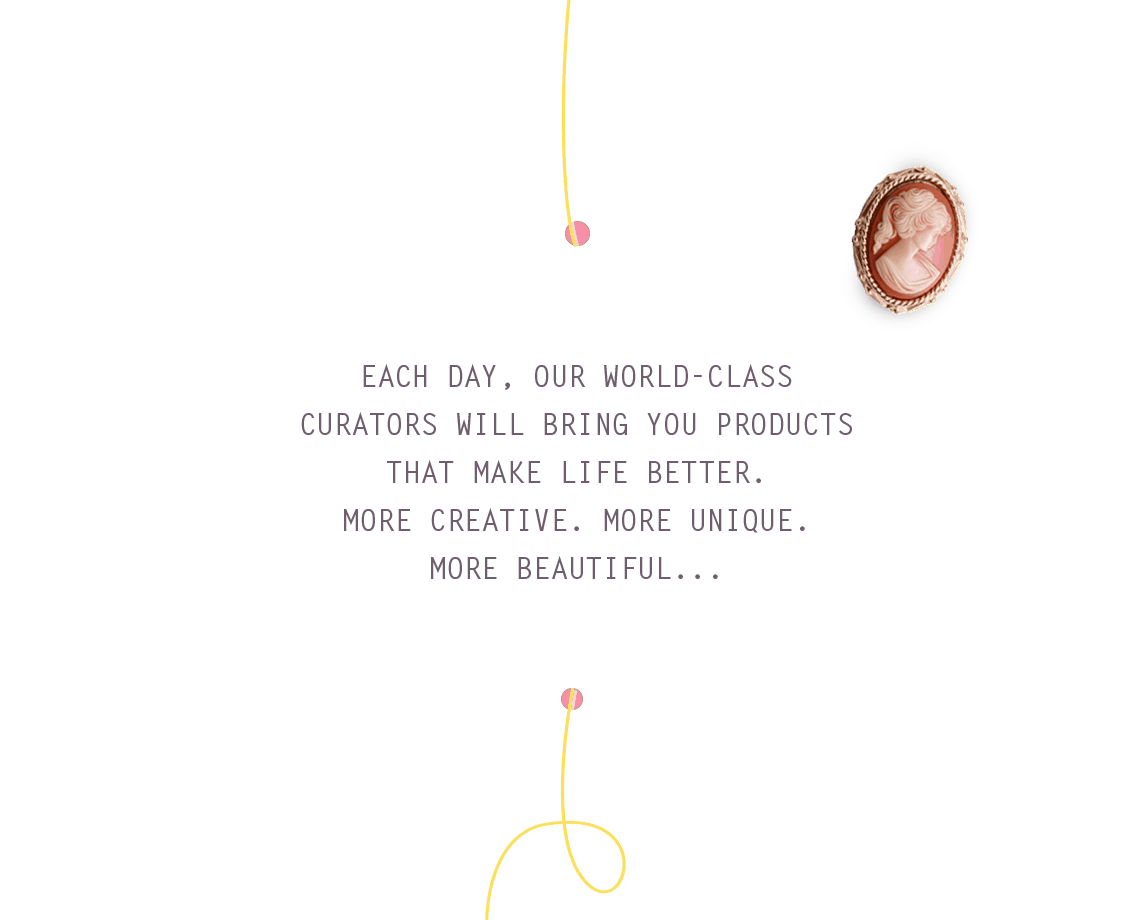 EACH DAY, OUR WORLD-CLASS
CURATORS WILL BRING YOU PRODUCTS
THAT MAKE LIFE BETTER.
MORE CREATIVE. MORE UNIQUE.
MORE BEAUTIFUL...